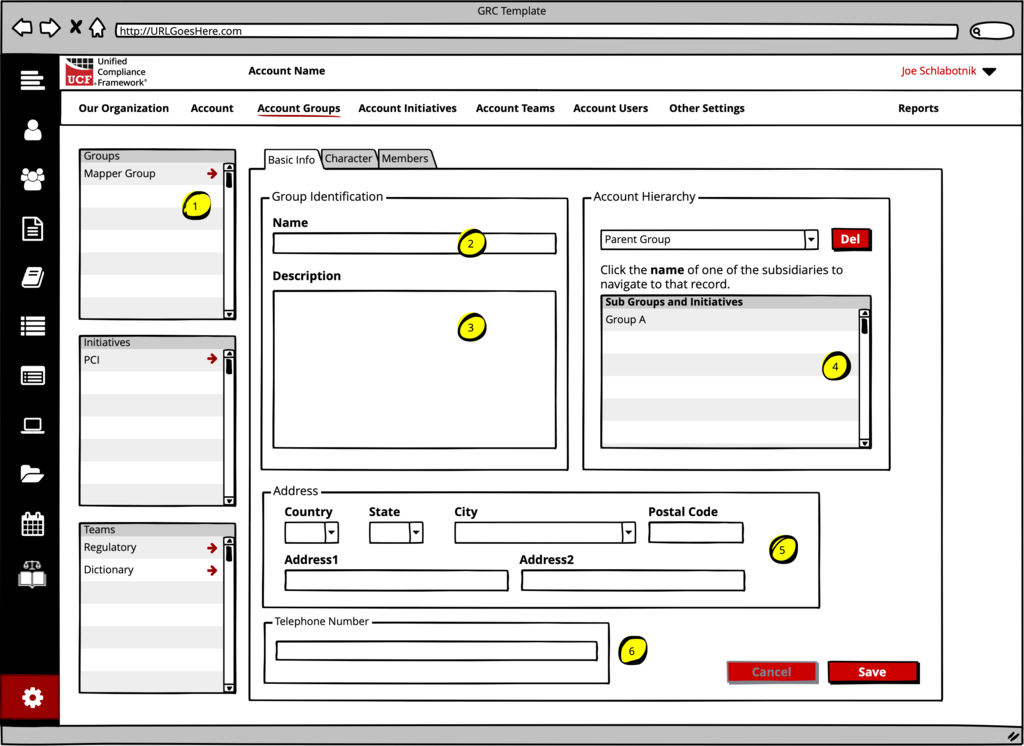 GRC Template
http://URLGoesHere.com
UCF Unified
Compliance
Framework®
Account Name
Joe Schlabotnik
Our Organization Account Account Groups Account Initiatives Account Teams Account Users Other Settings Reports
Groups
Mapper Group
1
Initiatives
PCI
Teams
Regulatory
Dictionary
Basic Info Character Members
Group Identification
Name
2
Description
3
Account Hierarchy
Parent Group Del
Click the name of one of the subsidiaries to
navigate to that record.
Sub Groups and Initiatives
Group A
4
Address
Country State City Postal Code
5
Address1 Address2
Telephone Number
6
Cancel Save